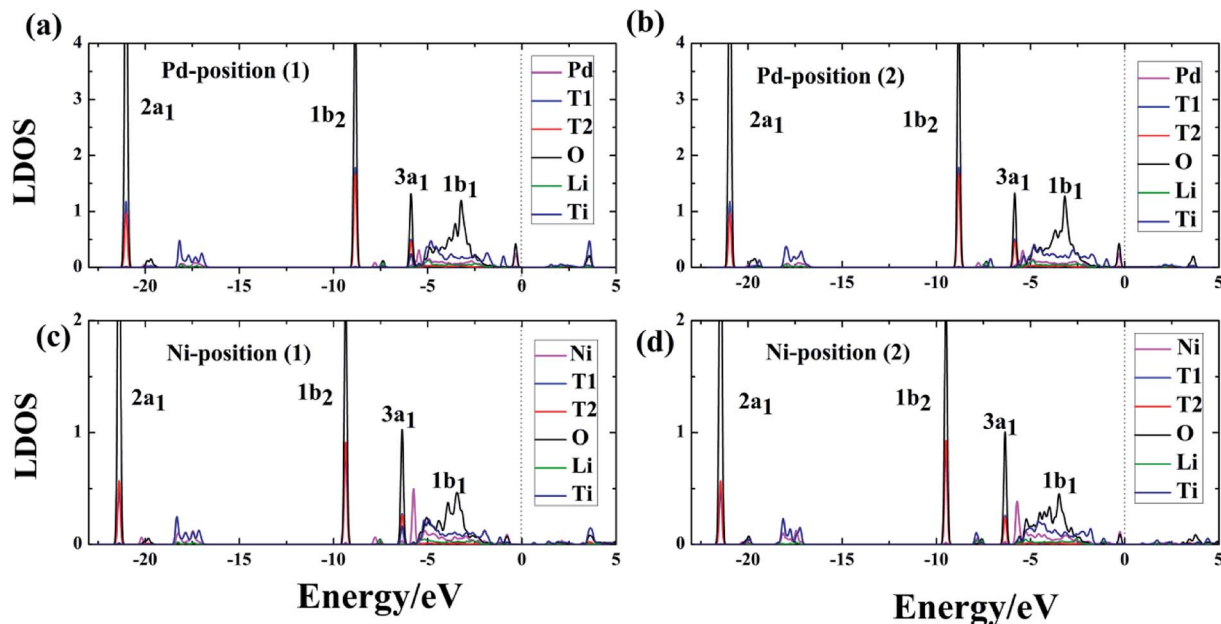 (a)
Pd-position (1)
2a1
1b2
3a1
1b1
Pd
T1
T2
O
Li
Ti
LDOS
4
3
2
1
0
-20
-15
-10
-5
0
5
(b)
Pd-position (2)
2a1
1b2
3a1
1b1
Pd
T1
T2
O
Li
Ti
4
3
2
1
0
-20
-15
-10
-5
0
5
(c)
Ni-position (1)
2a1
1b2
3a1
1b1
Ni
T1
T2
O
Li
Ti
LDOS
2
1
0
-20
-15
-10
-5
0
5
Energy/eV
(d)
Ni-position (2)
2a1
1b2
3a1
1b1
Ni
T1
T2
O
Li
Ti
2
1
0
-20
-15
-10
-5
0
5
Energy/eV